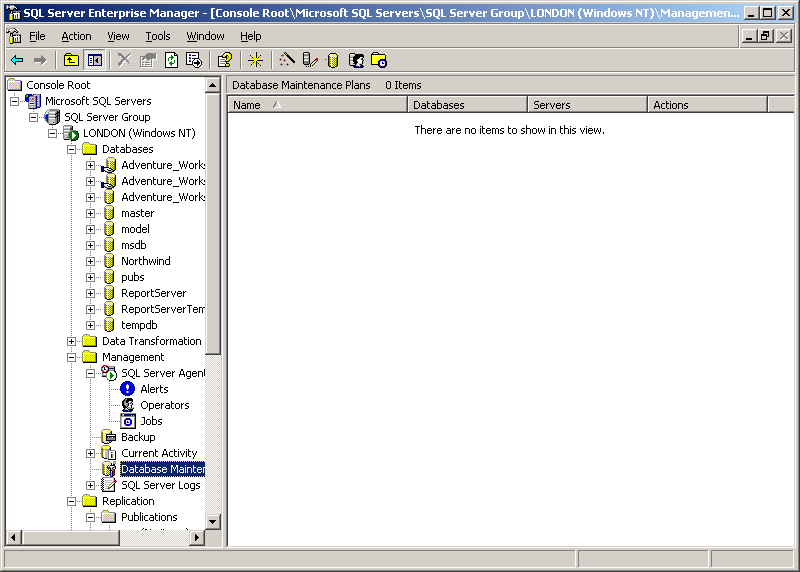 SQL Server Enterprise Manager - [Console Root\Microsoft SQL Servers\SQL Server Group\LONDON (Windows NT)\Managemen...
File Action View Tools Window Help
Console Root
Microsoft SQL Servers
SQL Server Group
LONDON (Windows NT)
Databases
Adventure_Works
Adventure_Works
Adventure_Works
master
model
msdb
Northwind
pubs
ReportServer
ReportServerTem
tempdb
Data Transformation
Management
SQL Server Agent
Alerts
Operators
Jobs
Backup
Current Activity
Database Mainten
SQL Server Logs
Replication
Publications
Database Maintenance Plans 0 Items
Name Databases Servers Actions
There are no items to show in this view.